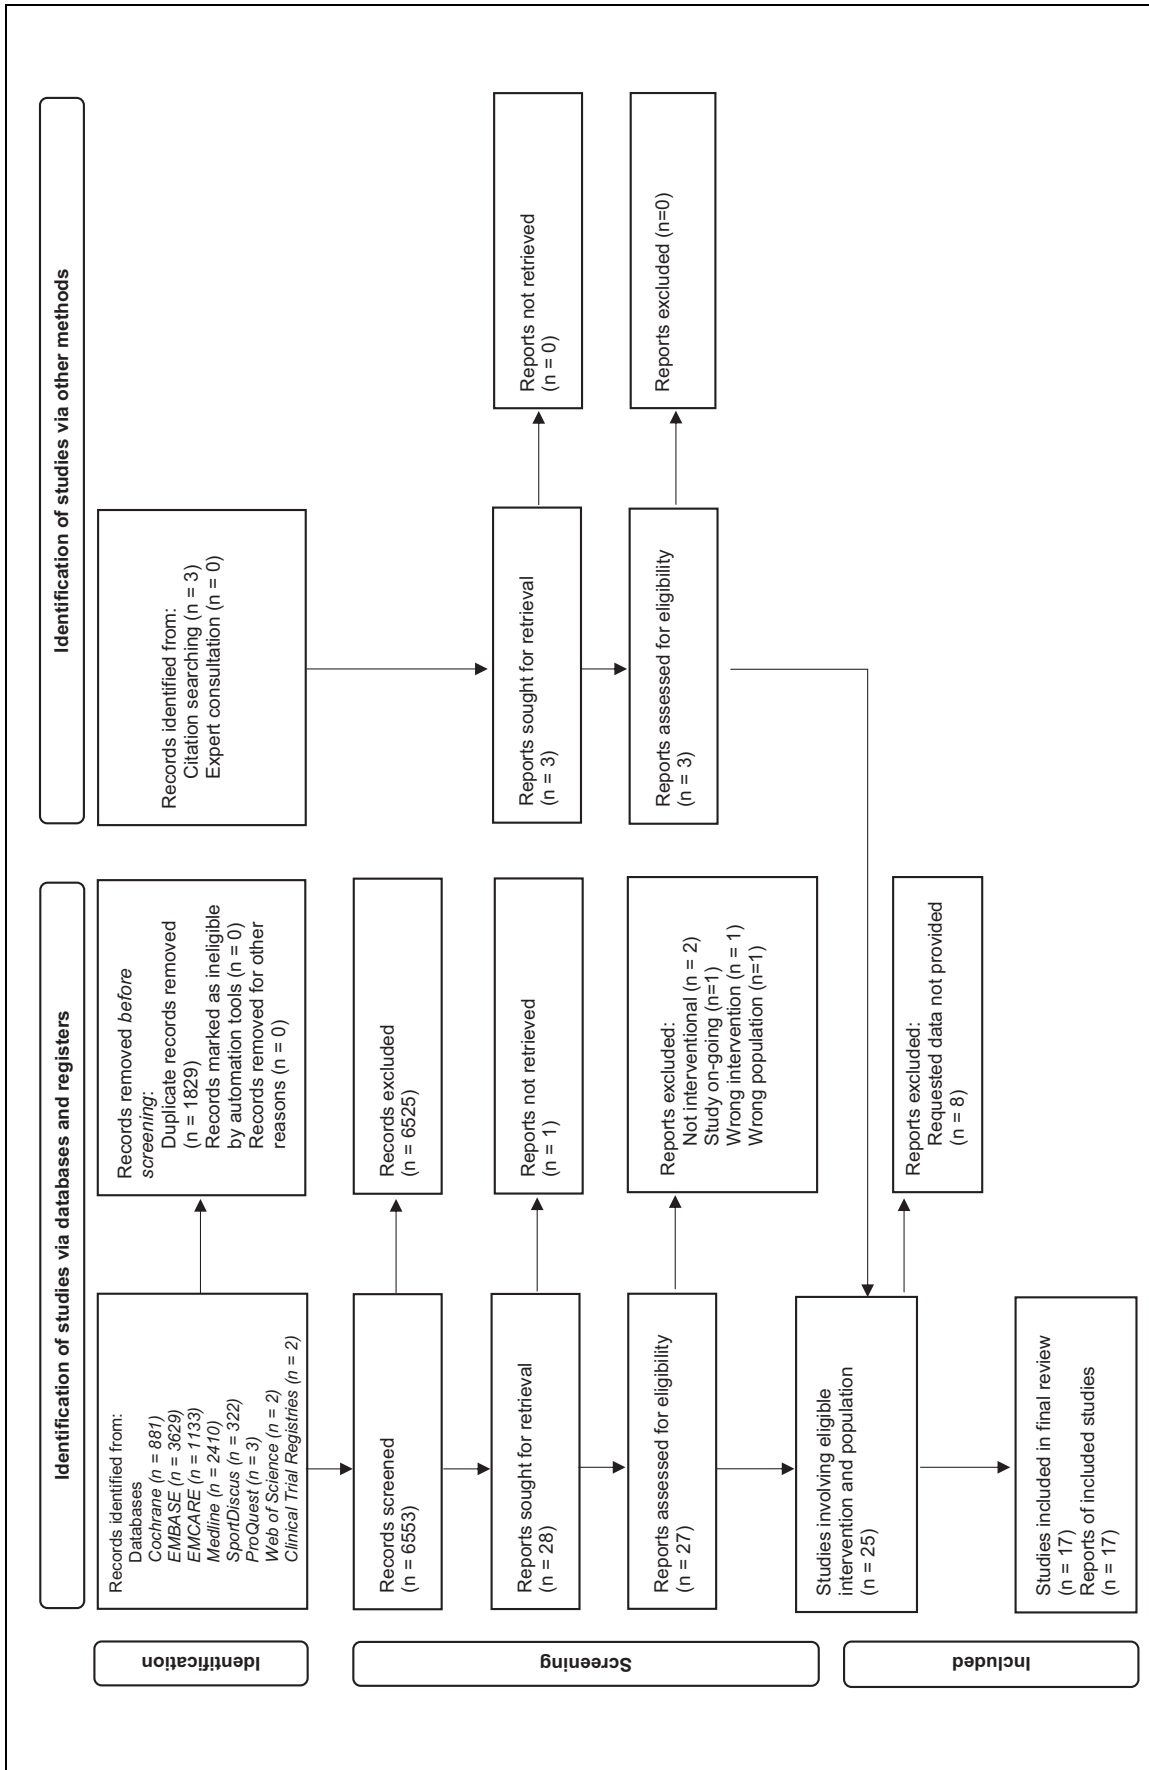 Identification of studies via databases and registers
Identification of studies via other methods
Identification
Records identified from:
Databases
Cochrane (n = 881)
EMBASE (n = 3629)
EMCARE (n = 1133)
Medline (n = 2410)
SportDiscus (n = 322)
ProQuest (n = 3)
Web of Science (n = 2)
Clinical Trial Registries (n = 2)
Records removed before
screening:
Duplicate records removed
(n = 1829)
Records marked as ineligible
by automation tools (n = 0)
Records removed for other
reasons (n = 0)
Records identified from:
Citation searching (n = 3)
Expert consultation (n = 0)
Screening
Records screened
(n = 6553)
Records excluded
(n = 6525)
Reports sought for retrieval
(n = 28)
Reports not retrieved
(n = 1)
Reports sought for retrieval
(n = 3)
Reports not retrieved
(n = 0)
Reports assessed for eligibility
(n = 27)
Reports excluded:
Not interventional (n = 2)
Study on-going (n=1)
Wrong intervention (n = 1)
Wrong population (n=1)
Reports assessed for eligibility
(n = 3)
Reports excluded (n=0)
Studies involving eligible
intervention and population
(n = 25)
Reports excluded:
Requested data not provided
(n = 8)
Included
Studies included in final review
(n = 17)
Reports of included studies
(n = 17)